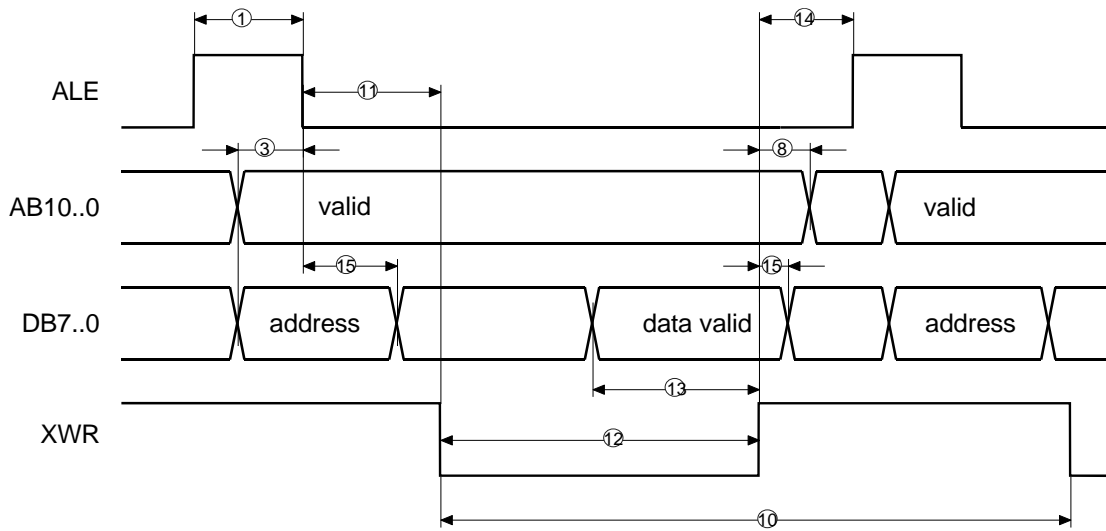 ① ⑭
ALE ⑪
③ ⑧
AB10..0 valid valid
⑮ ⑮
DB7..0 address data valid address
⑬
XWR ⑫
⑩